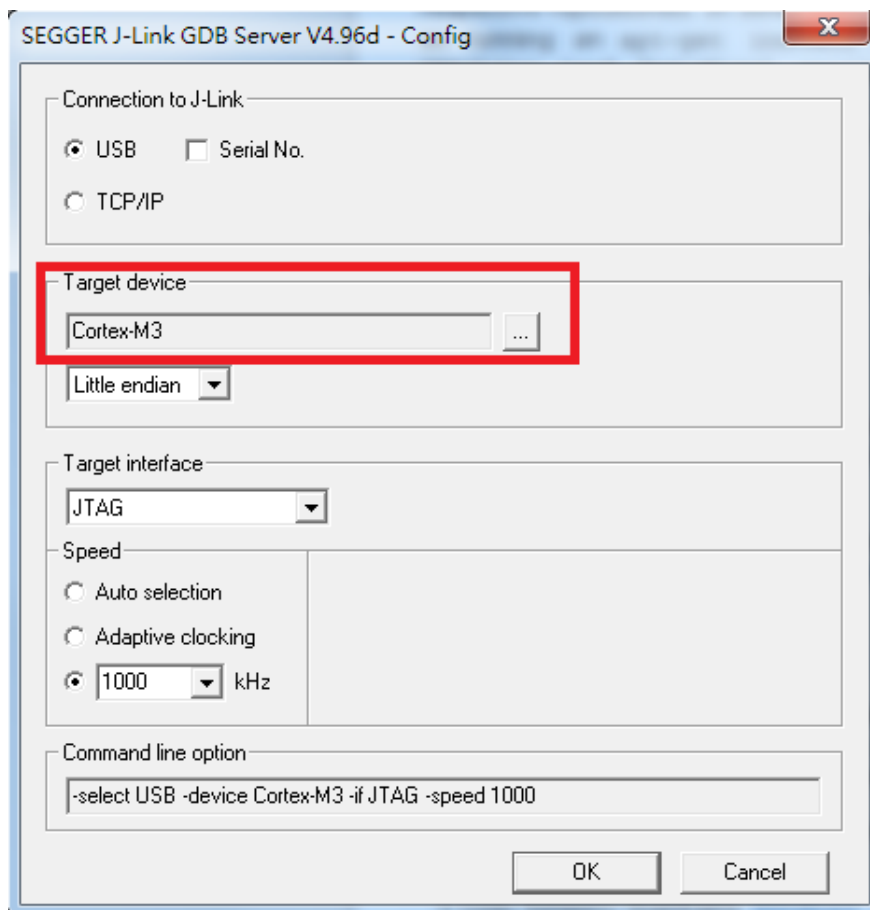 SEGGER J-Link GDB Server V4.96d - Config
Connection to J-Link
USB Serial No.
TCP/IP
Target device
Cortex-M3 ...
Little endian
Target interface
JTAG
Speed
Auto selection
Adaptive clocking
1000 kHz
Command line option
-select USB -device Cortex-M3 -if JTAG -speed 1000
OK Cancel